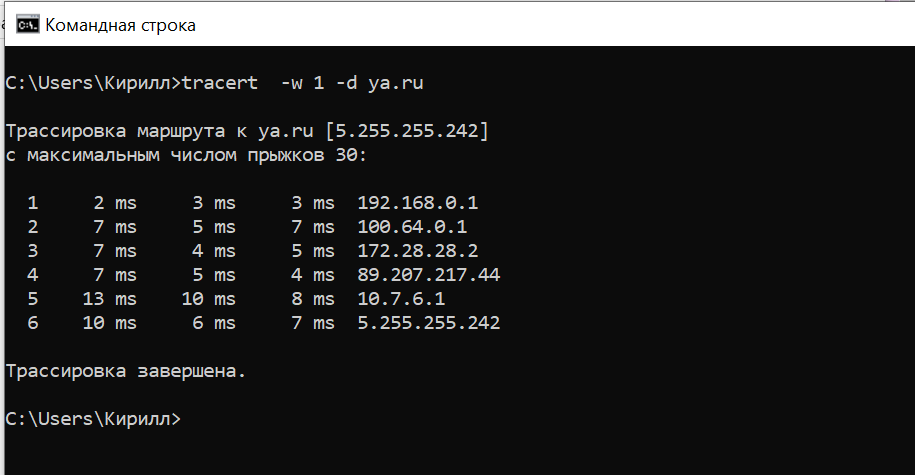 Командная строка
C:\Users\Кирилл>tracert  -w 1 -d ya.ru
Трассировка маршрута к ya.ru [5.255.255.242]
с максимальным числом прыжков 30:
  1     2 ms     3 ms     3 ms  192.168.0.1
  2     7 ms     5 ms     7 ms  100.64.0.1
  3     7 ms     4 ms     5 ms  172.28.28.2
  4     7 ms     5 ms     4 ms  89.207.217.44
  5    13 ms    10 ms     8 ms  10.7.6.1
  6    10 ms     6 ms     7 ms  5.255.255.242
Трассировка завершена.
C:\Users\Кирилл>